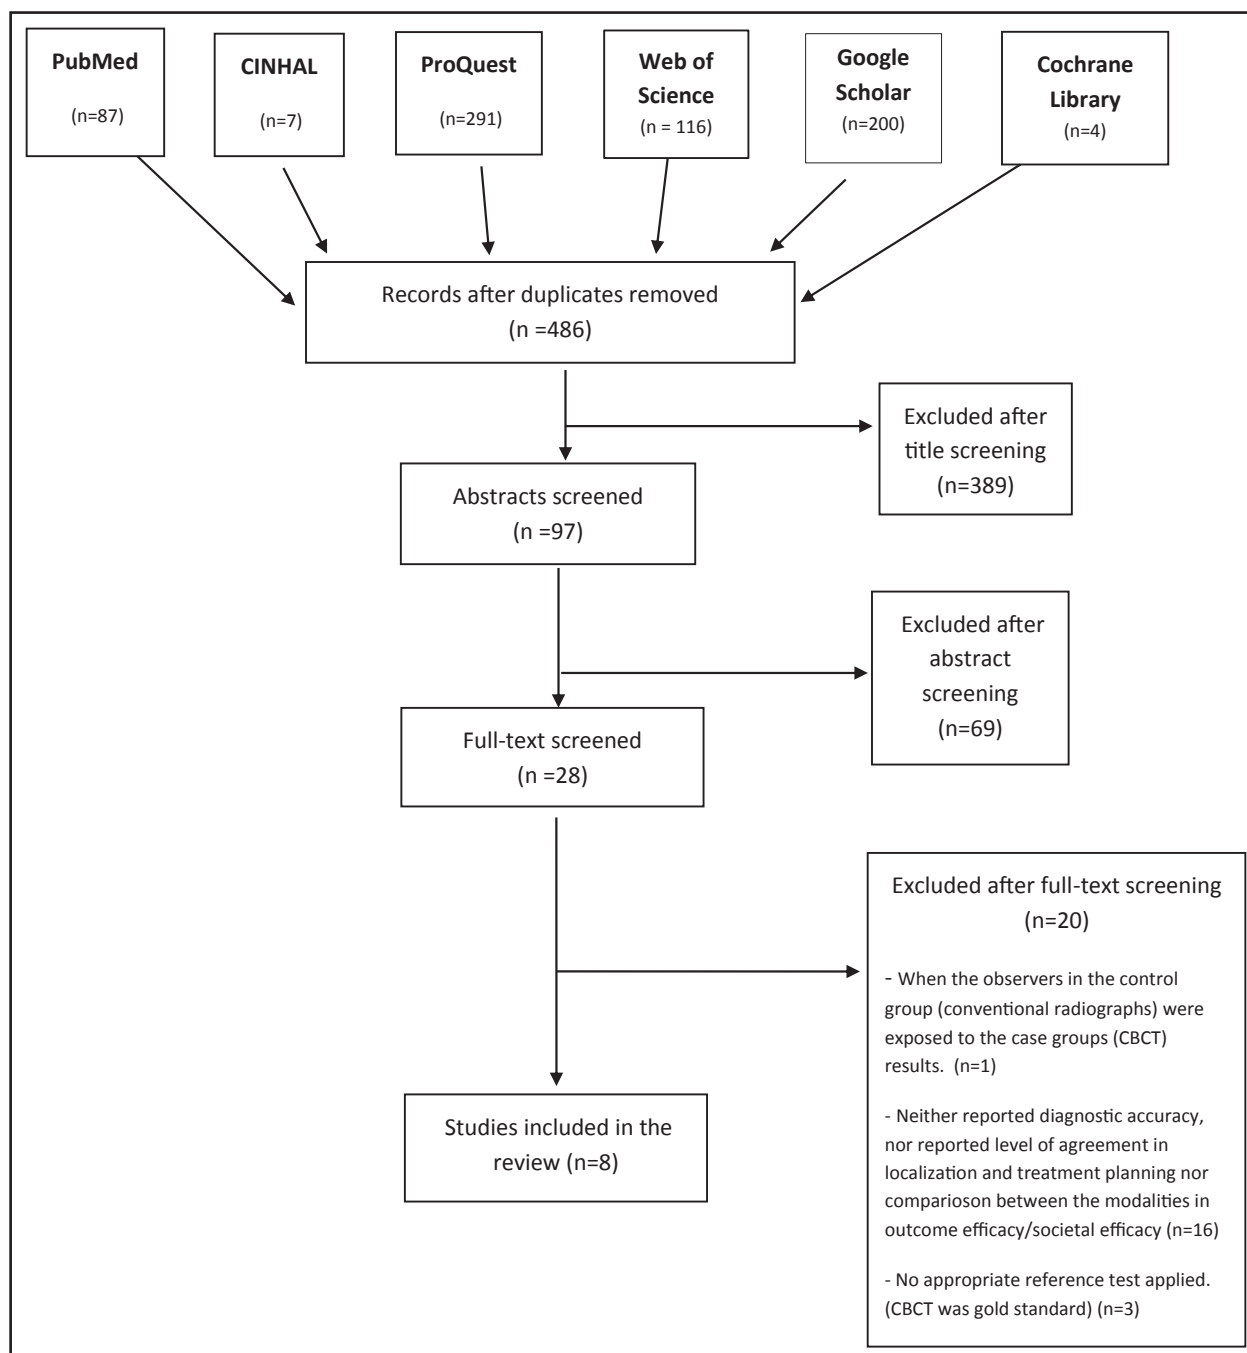 PubMed
(n=87)
CINHAL
(n=7)
ProQuest
(n=291)
Web of
Science
(n = 116)
Google
Scholar
(n=200)
Cochrane
Library
(n=4)
Records after duplicates removed
(n =486)
Excluded after
title screening
(n=389)
Abstracts screened
(n =97)
Excluded after
abstract
screening
(n=69)
Full-text screened
(n =28)
Excluded after full-text screening
(n=20)
- When the observers in the control
group (conventional radiographs) were
exposed to the case groups (CBCT)
results.  (n=1)
- Neither reported diagnostic accuracy,
nor reported level of agreement in
localization and treatment planning nor
comparioson between the modalities in
outcome efficacy/societal efficacy (n=16)
- No appropriate reference test applied.
(CBCT was gold standard) (n=3)
Studies included in the
review (n=8)